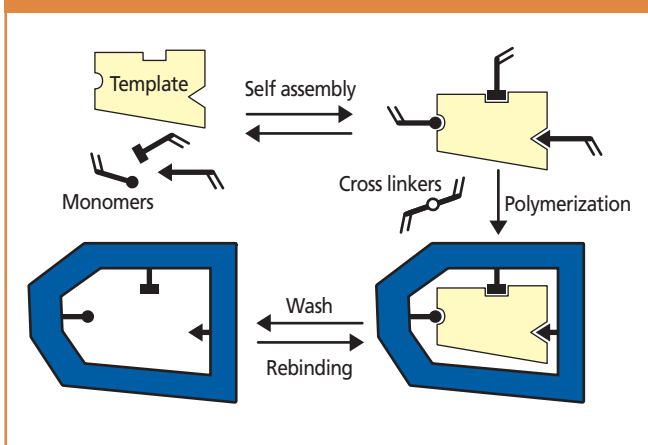 Template
Self assembly
Monomers
Cross linkers
Polymerization
Wash
Rebinding